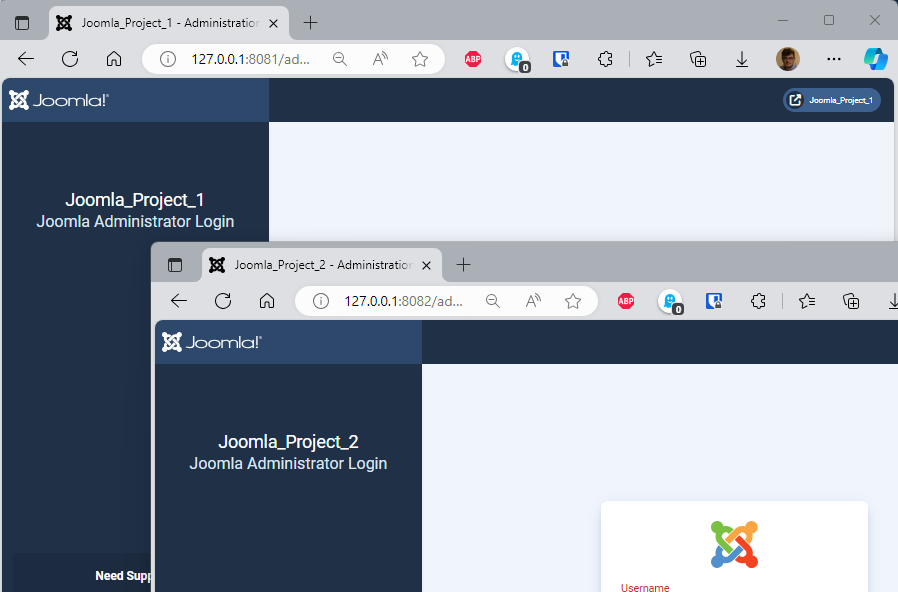 Joomla_Project_1 - Administration
127.0.0.1:8081/ad...
ABP
0
Joomla!®
Joomla_Project_1
Joomla_Project_1
Joomla Administrator Login
Need Supp
Joomla_Project_2 - Administration
127.0.0.1:8082/ad...
ABP
0
Joomla!®
Joomla_Project_2
Joomla Administrator Login
Username